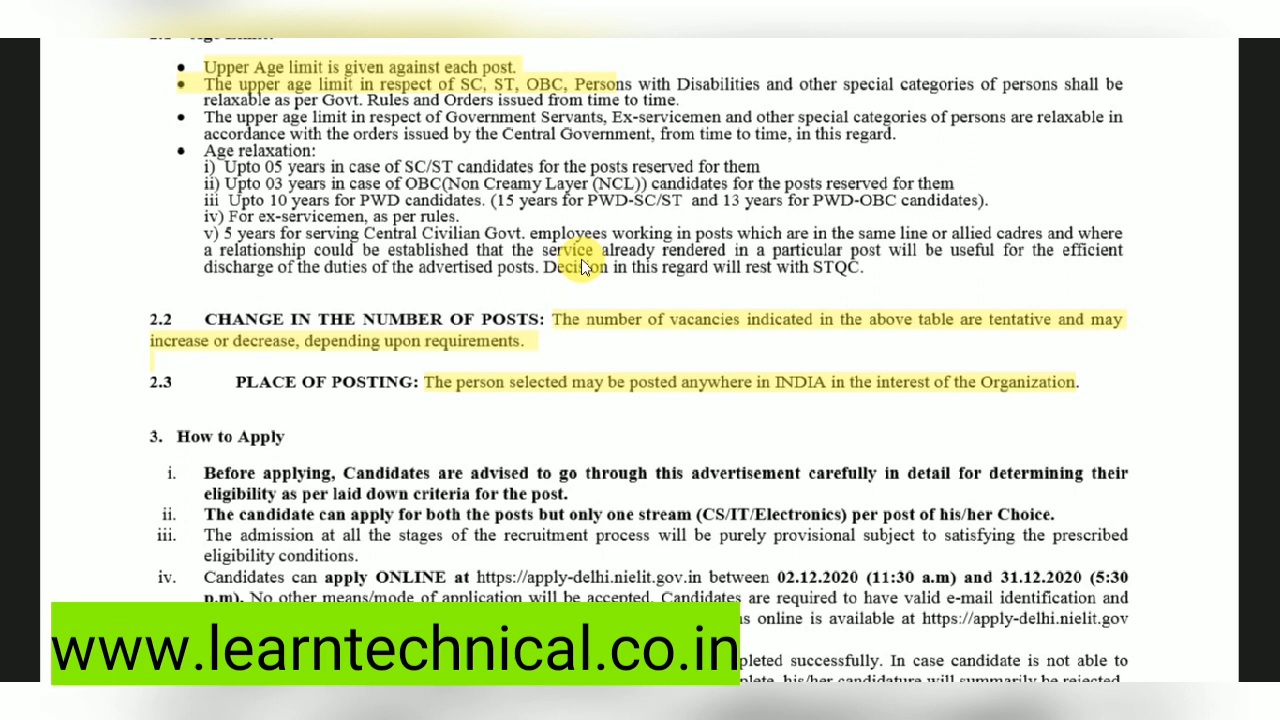 • Upper Age limit is given against each post.
• The upper age limit in respect of SC, ST, OBC, Persons with Disabilities and other special categories of persons shall be
relaxable as per Govt. Rules and Orders issued from time to time.
• The upper age limit in respect of Government Servants, Ex-servicemen and other special categories of persons are relaxable in
accordance with the orders issued by the Central Government, from time to time, in this regard.
• Age relaxation:
i) Upto 05 years in case of SC/ST candidates for the posts reserved for them
ii) Upto 03 years in case of OBC(Non Creamy Layer (NCL)) candidates for the posts reserved for them
iii Upto 10 years for PWD candidates. (15 years for PWD-SC/ST and 13 years for PWD-OBC candidates).
iv) For ex-servicemen, as per rules.
v) 5 years for serving Central Civilian Govt. employees working in posts which are in the same line or allied cadres and where
a relationship could be established that the service already rendered in a particular post will be useful for the efficient
discharge of the duties of the advertised posts. Decision in this regard will rest with STQC.
2.2 CHANGE IN THE NUMBER OF POSTS: The number of vacancies indicated in the above table are tentative and may
increase or decrease, depending upon requirements.
2.3 PLACE OF POSTING: The person selected may be posted anywhere in INDIA in the interest of the Organization.
3. How to Apply
i. Before applying, Candidates are advised to go through this advertisement carefully in detail for determining their
eligibility as per laid down criteria for the post.
ii. The candidate can apply for both the posts but only one stream (CS/IT/Electronics) per post of his/her Choice.
iii. The admission at all the stages of the recruitment process will be purely provisional subject to satisfying the prescribed
eligibility conditions.
iv. Candidates can apply ONLINE at https://apply-delhi.nielit.gov.in between 02.12.2020 (11:30 a.m) and 31.12.2020 (5:30
p.m). No other means/mode of application will be accepted. Candidates are required to have valid e-mail identification and
online is available at https://apply-delhi.nielit.gov
www.learntechnical.co.in
successfully. In case candidate is not able to
his/her candidature will summarily be rejected.